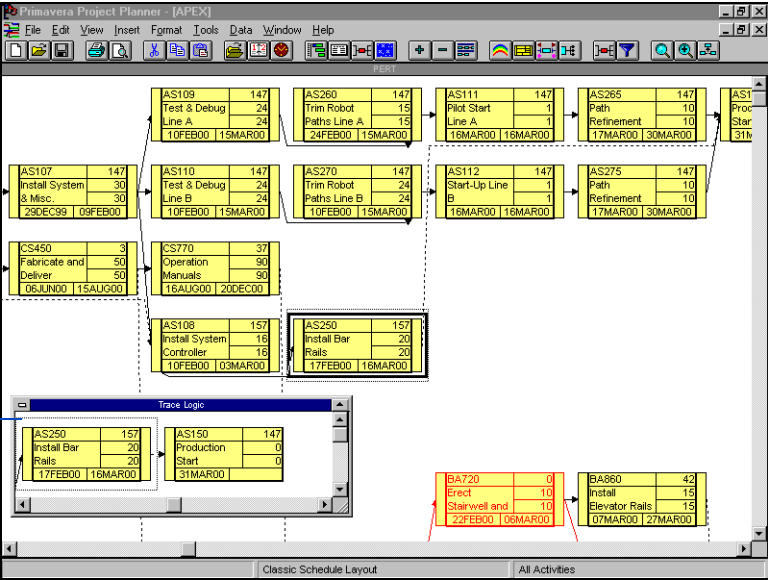 Primavera Project Planner - [APEX]
File Edit View Insert Format Tools Data Window Help
PERT
AS109 147
Test & Debug 24
Line A 24
10FEB00 15MAR00
AS260 147
Trim Robot 15
Paths Line A 15
24FEB00 15MAR00
AS111 147
Pilot Start 1
Line A 1
16MAR00 16MAR00
AS265 147
Path 10
Refinement 10
17MAR00 30MAR00
AS1
Proc
Star
31M
AS107 147
Install System 30
& Misc. 30
29DEC99 09FEB00
AS110 147
Test & Debug 24
Line B 24
10FEB00 15MAR00
AS270 147
Trim Robot 24
Paths Line B 24
10FEB00 15MAR00
AS112 147
Start-Up Line 1
B 1
16MAR00 16MAR00
AS275 147
Path 10
Refinement 10
17MAR00 30MAR00
CS450 3
Fabricate and 50
Deliver 50
06JUN00 15AUG00
CS770 37
Operation 90
Manuals 90
16AUG00 20DEC00
AS108 157
Install System 16
Controller 16
10FEB00 03MAR00
AS250 157
Install Bar 20
Rails 20
17FEB00 16MAR00
Trace Logic
AS250 157
Install Bar 20
Rails 20
17FEB00 16MAR00
AS150 147
Production 0
Start 0
31MAR00
BA720 0
Erect 10
Stairwell and 10
22FEB00 06MAR00
BA860 42
Install 15
Elevator Rails 15
07MAR00 27MAR00
Classic Schedule Layout
All Activities